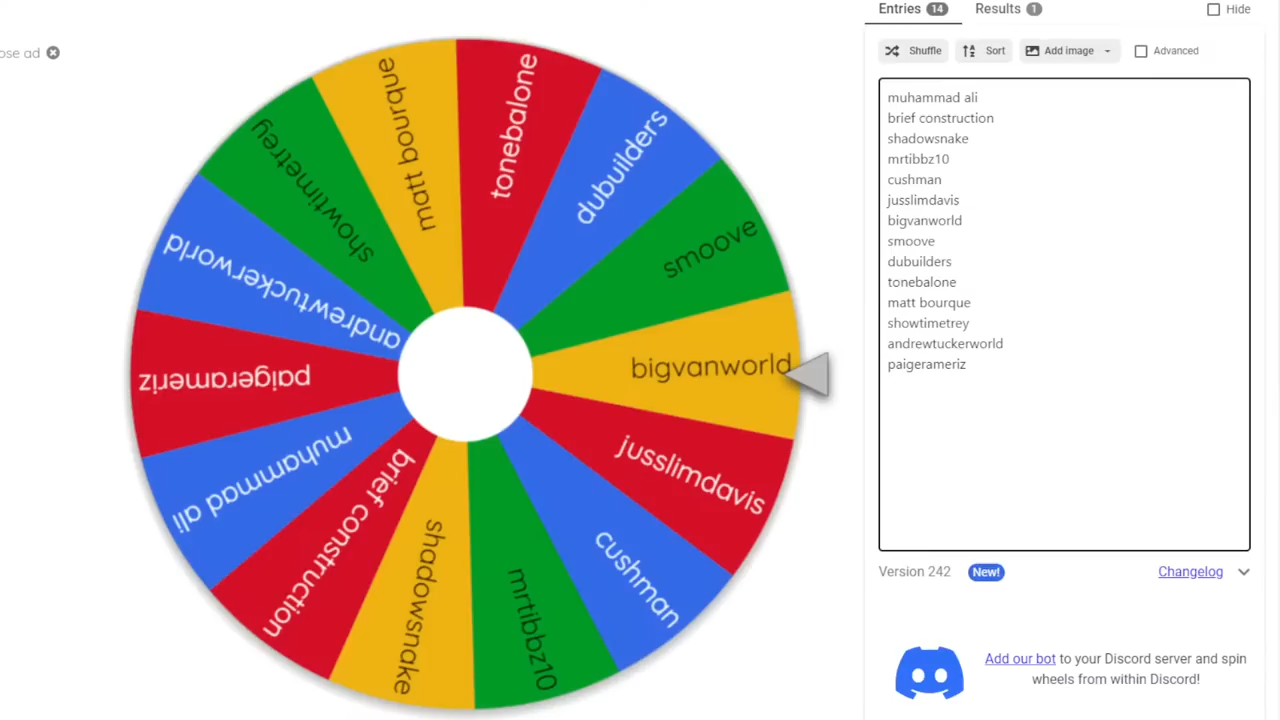 ose ad
Entries 14
Results 1
Hide
Shuffle
Sort
Add image
Advanced
muhammad ali
brief construction
shadowsnake
mrtibbz10
cushman
jusslimdavis
bigvanworld
smoove
dubuilders
tonebalone
matt bourque
showtimetrey
andrewtuckerworld
paigerameriz
tonebalone
dubuilders
smoove
bigvanworld
jusslimdavis
cushman
mrtibbz10
shadowsnake
brief construction
muhammad ali
paigerameriz
andrewtuckerworld
showtimetrey
matt bourque
Version 242
New!
Changelog
Add our bot to your Discord server and spin
wheels from within Discord!